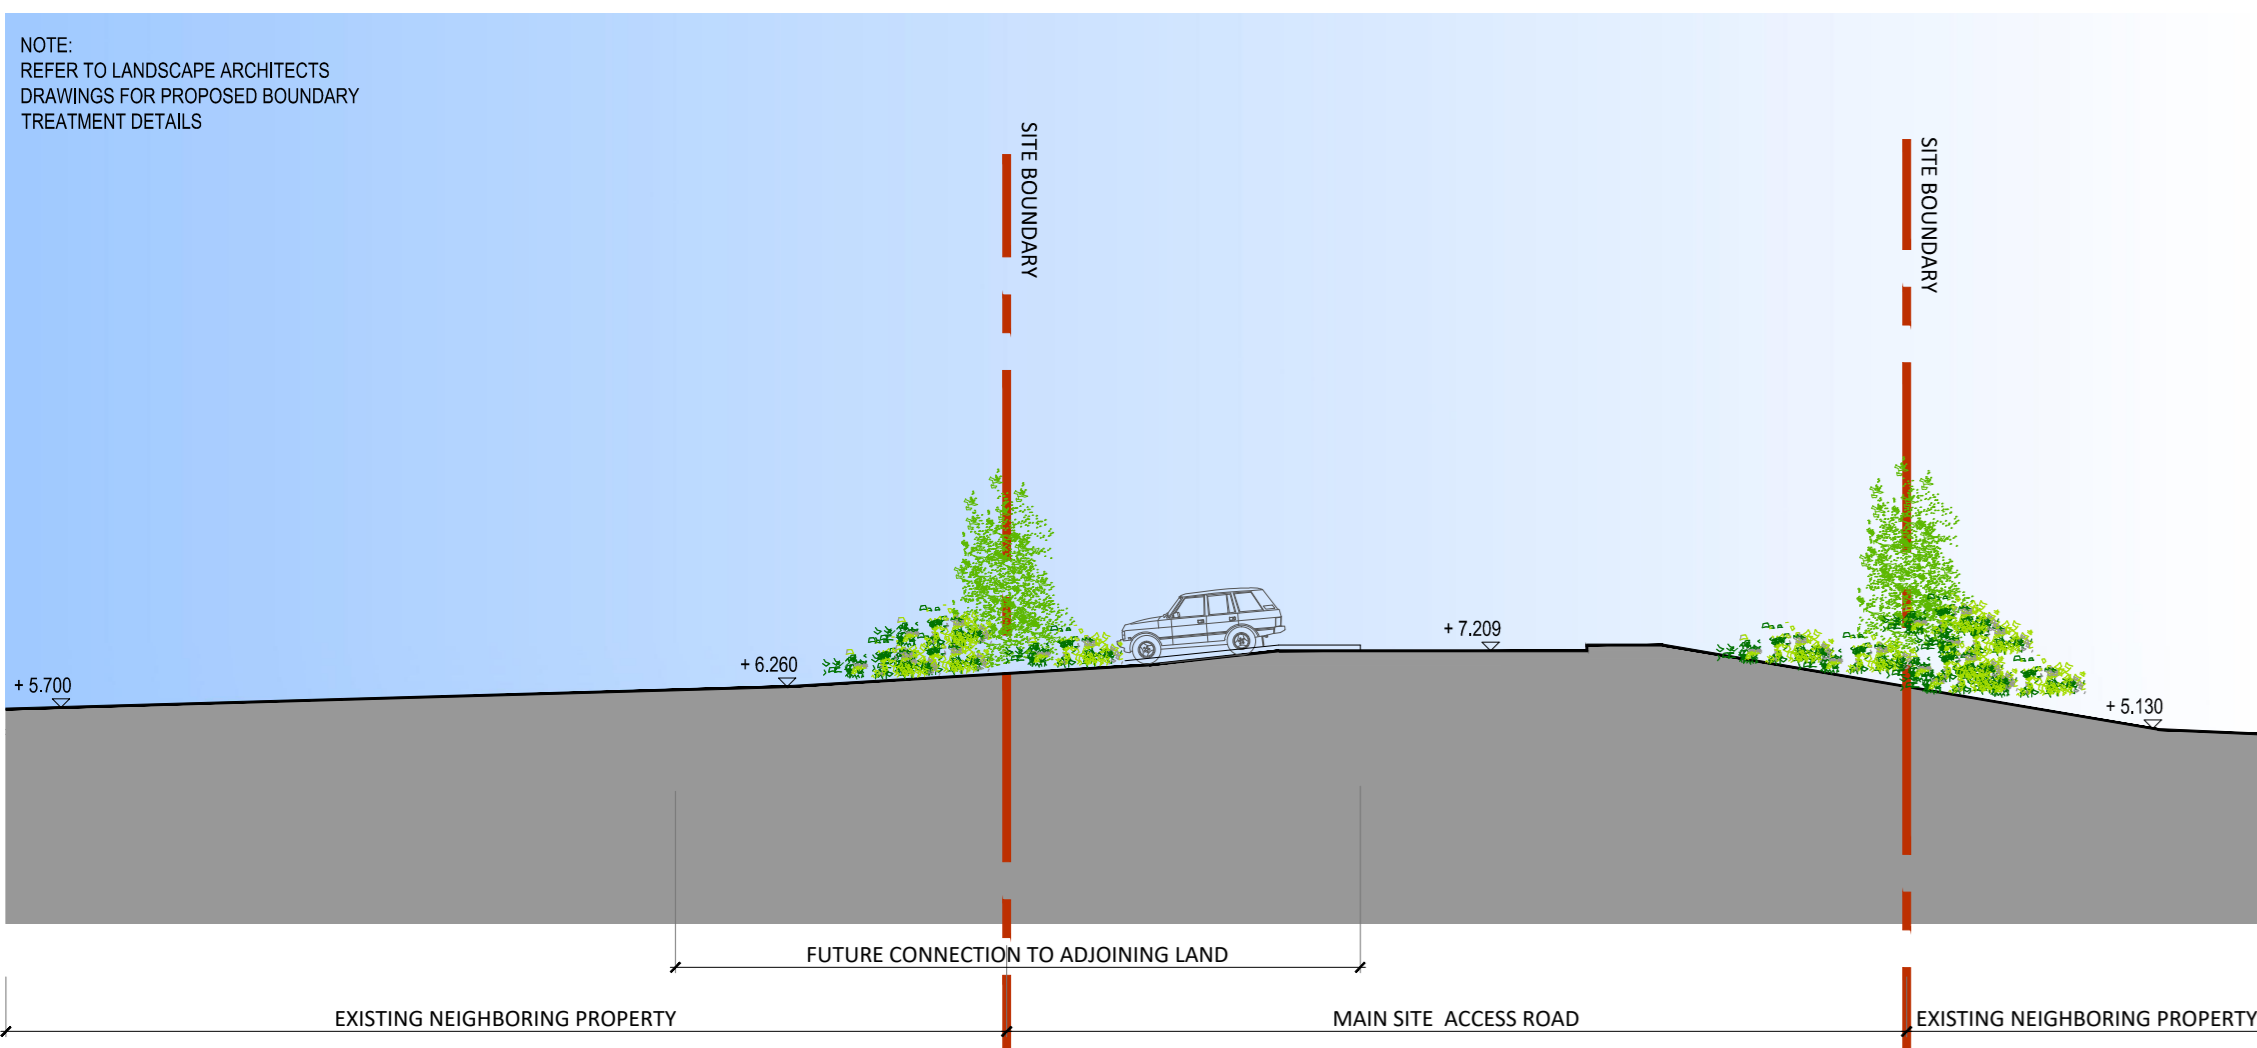 NOTE:
REFER TO LANDSCAPE ARCHITECTS
DRAWINGS FOR PROPOSED BOUNDARY
TREATMENT DETAILS
SITE BOUNDARY
SITE BOUNDARY
+ 5.700
+ 6.260
+ 7.209
+ 5.130
FUTURE CONNECTION TO ADJOINING LAND
EXISTING NEIGHBORING PROPERTY
MAIN SITE ACCESS ROAD
EXISTING NEIGHBORING PROPERTY